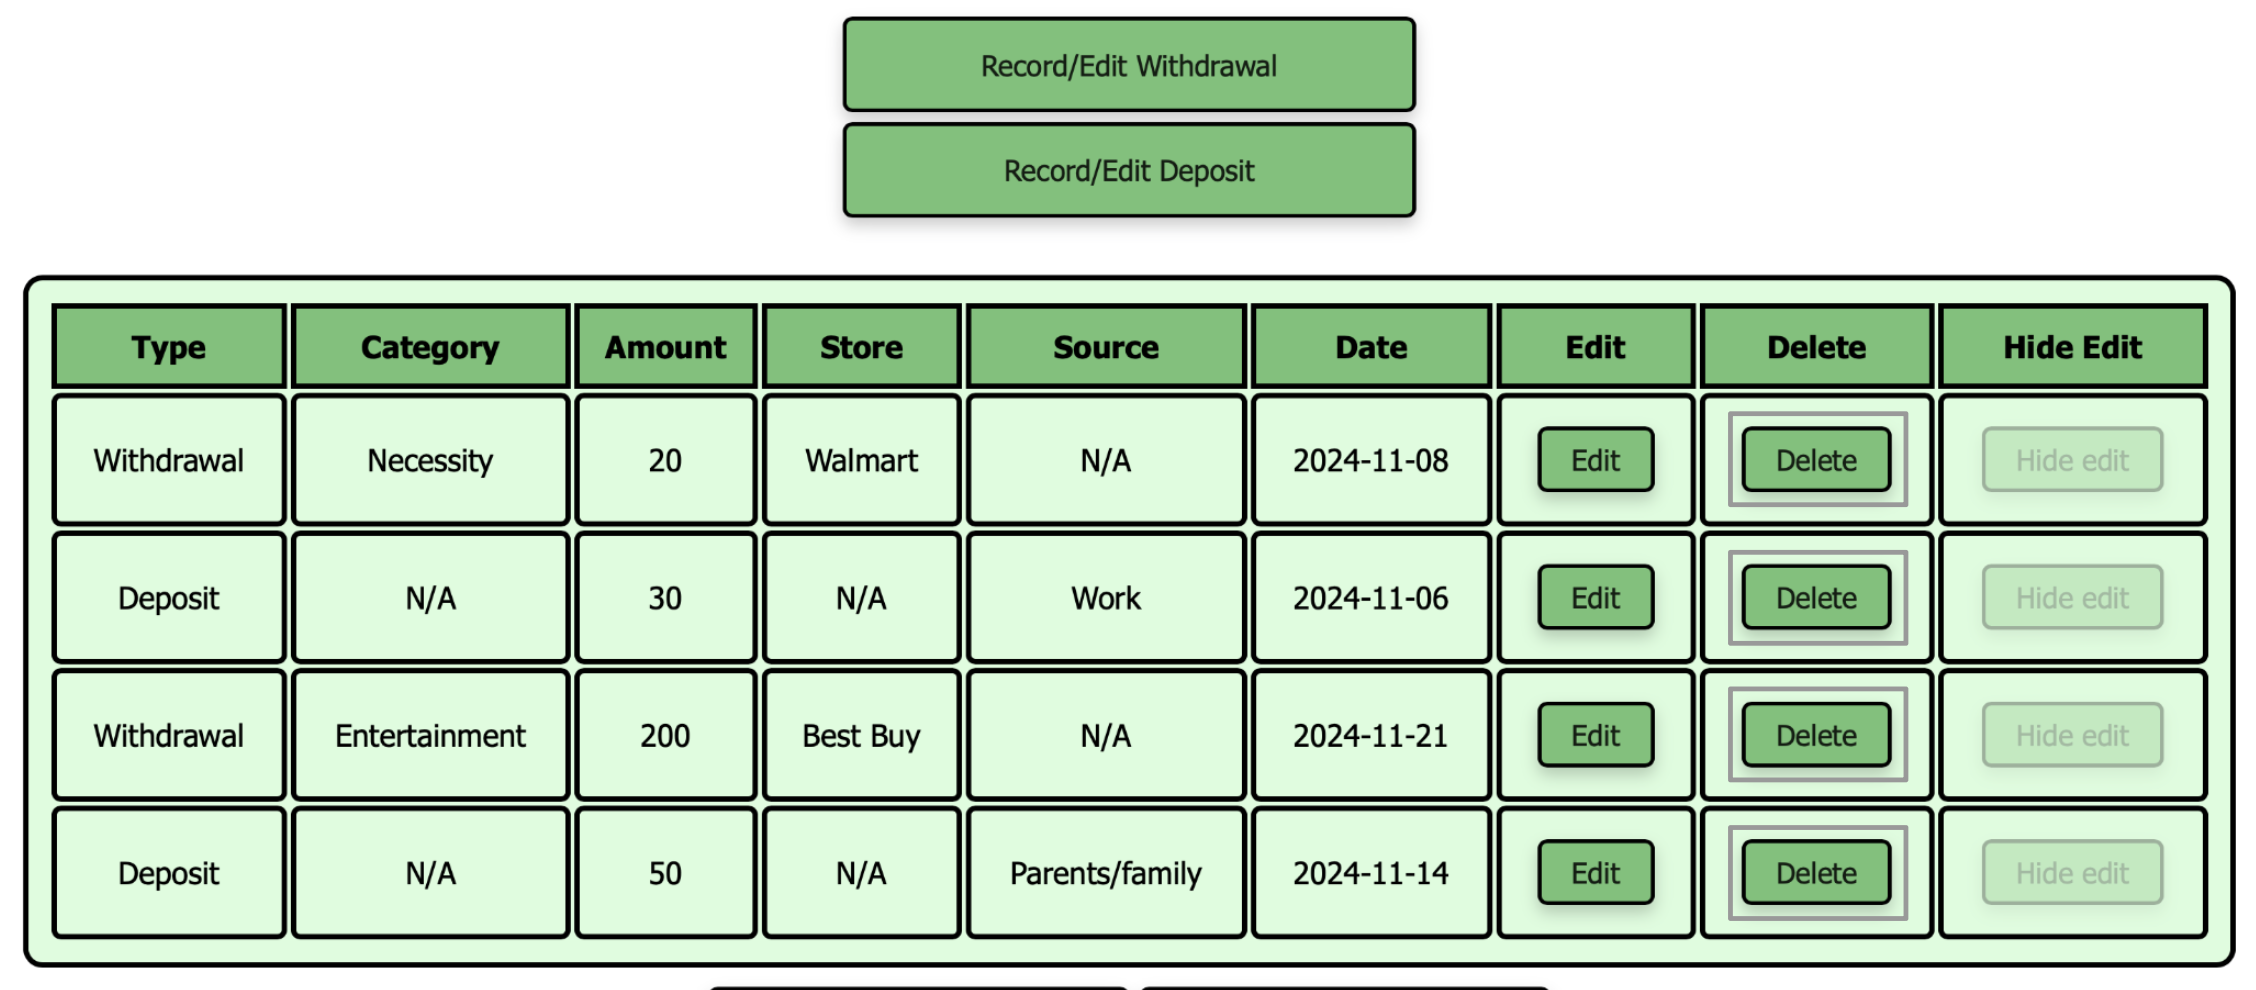 Record/Edit Withdrawal
Record/Edit Deposit
Type Category Amount Store Source Date Edit Delete Hide Edit
Withdrawal Necessity 20 Walmart N/A 2024-11-08 Edit Delete Hide edit
Deposit N/A 30 N/A Work 2024-11-06 Edit Delete Hide edit
Withdrawal Entertainment 200 Best Buy N/A 2024-11-21 Edit Delete Hide edit
Deposit N/A 50 N/A Parents/family 2024-11-14 Edit Delete Hide edit